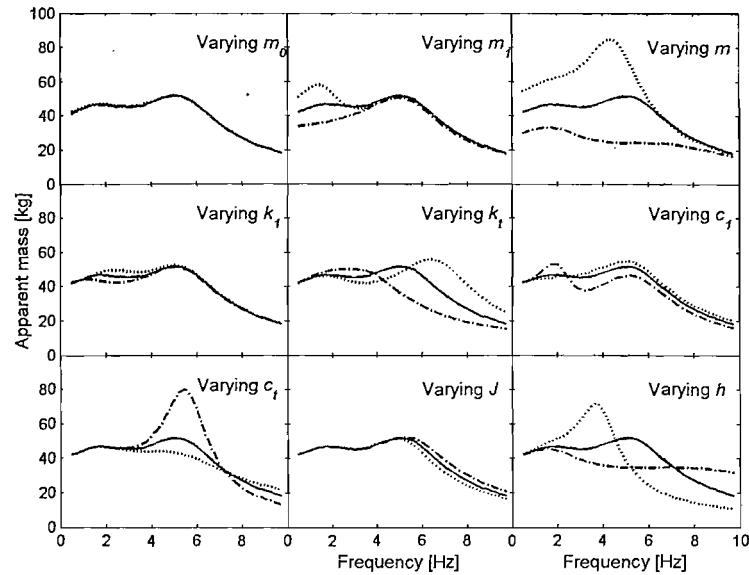 100
80
60
40
20
0
80
60
40
20
0
80
60
40
20
0
Apparent mass [kg]
Varying m0
Varying m1
Varying m
Varying k1
Varying kt
Varying c1
Varying ct
Varying J
Varying h
0 2 4 6 8 0 2 4 6 8 0 2 4 6 8 10
Frequency [Hz] Frequency [Hz]